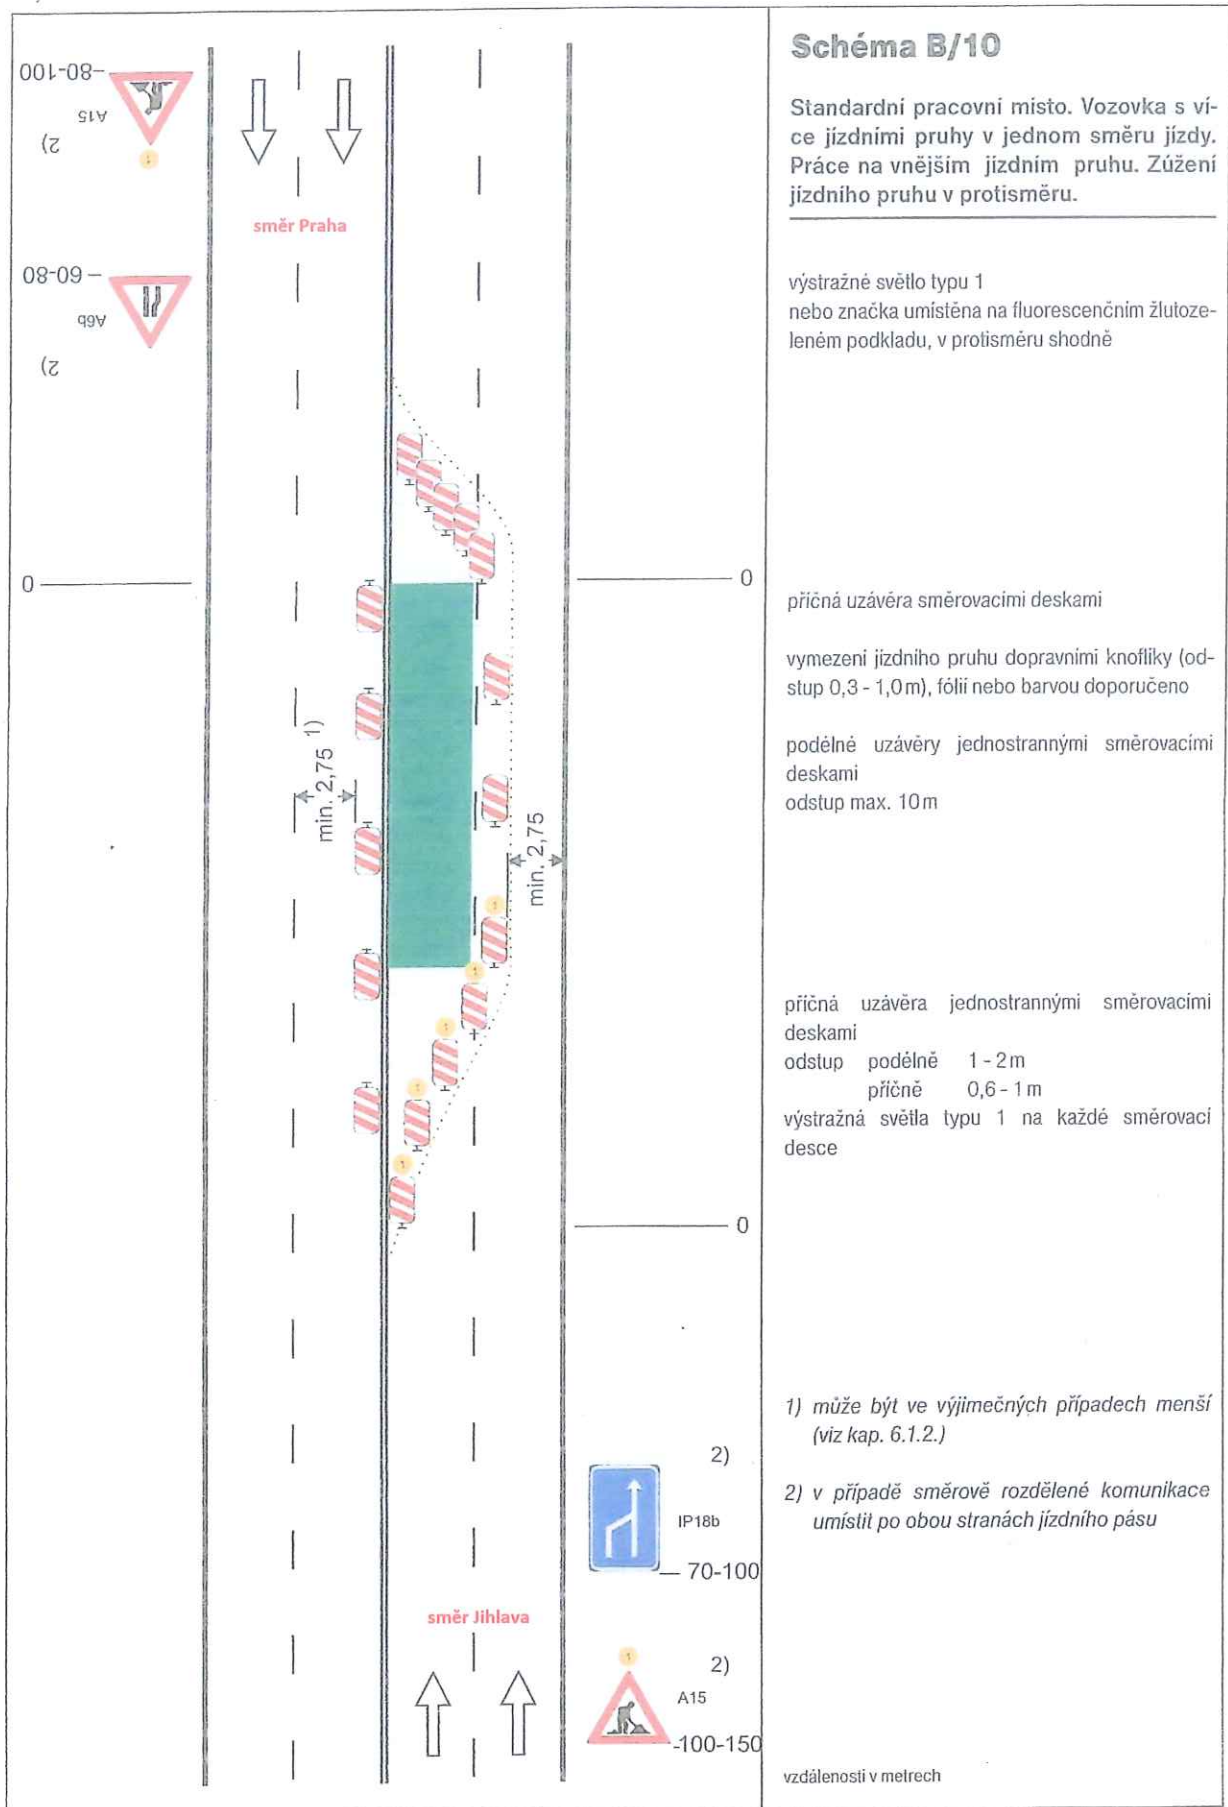 Schéma B/10
Standardní pracovní místo. Vozovka s ví-
ce jízdními pruhy v jednom směru jízdy.
Práce na vnějším jízdním pruhu. Zúžení
jízdního pruhu v protisměru.
80-100
A15
2)
1
směr Praha
60-80
A6b
2)
výstražné světlo typu 1
nebo značka umístěna na fluorescenčním žlutoze-
leném podkladu, v protisměru shodně
0
0
příčná uzávěra směrovacími deskami
vymezení jízdního pruhu dopravními knoflíky (od-
stup 0,3 - 1,0 m), fólií nebo barvou doporučeno
podélné uzávěry jednostrannými směrovacími
deskami
odstup max. 10 m
min. 2,75 1)
min. 2,75
1
1
1
1
1
příčná uzávěra jednostrannými směrovacími
deskami
odstup podélně 1 - 2 m
příčně 0,6 - 1 m
výstražná světla typu 1 na každé směrovací
desce
0
1) může být ve výjimečných případech menší
(viz kap. 6.1.2.)
2) v případě směrově rozdělené komunikace
umístit po obou stranách jízdního pásu
2)
IP18b
70-100
směr Jihlava
1
2)
A15
100-150
vzdálenosti v metrech